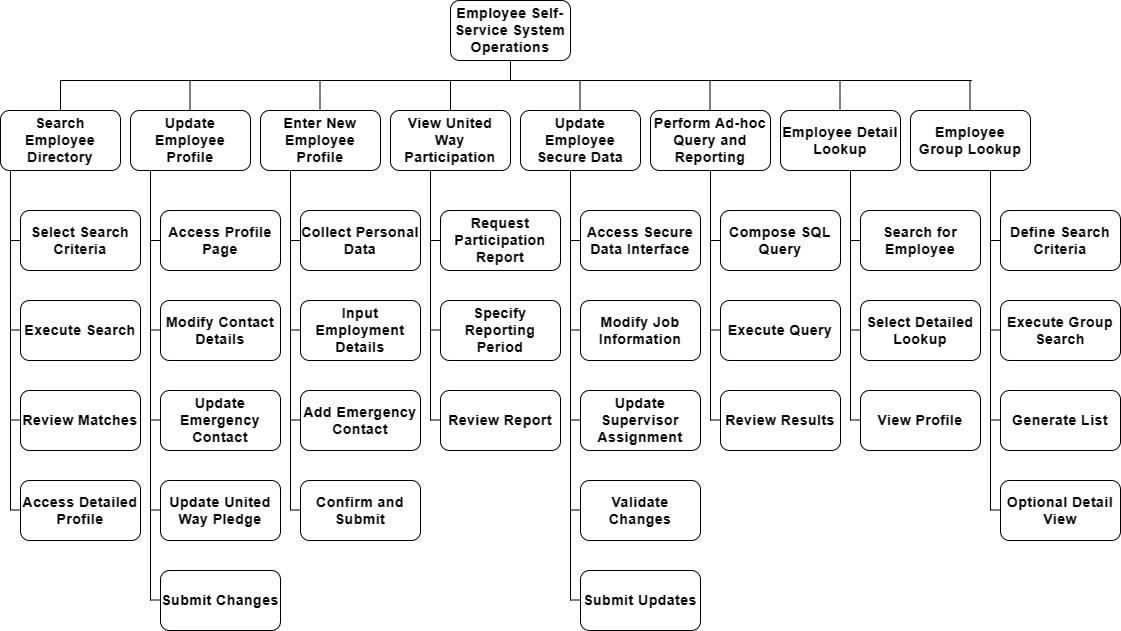 Employee Self-
Service System
Operations
Search
Employee
Directory
Update
Employee
Profile
Enter New
Employee
Profile
View United
Way
Participation
Update
Employee
Secure Data
Perform Ad-hoc
Query and
Reporting
Employee Detail
Lookup
Employee
Group Lookup
Select Search
Criteria
Execute Search
Review Matches
Access Detailed
Profile
Access Profile
Page
Modify Contact
Details
Update
Emergency
Contact
Update United
Way Pledge
Submit Changes
Collect Personal
Data
Input
Employment
Details
Add Emergency
Contact
Confirm and
Submit
Request
Participation
Report
Specify
Reporting
Period
Review Report
Access Secure
Data Interface
Modify Job
Information
Update
Supervisor
Assignment
Validate
Changes
Submit Updates
Compose SQL
Query
Execute Query
Review Results
Search for
Employee
Select Detailed
Lookup
View Profile
Define Search
Criteria
Execute Group
Search
Generate List
Optional Detail
View